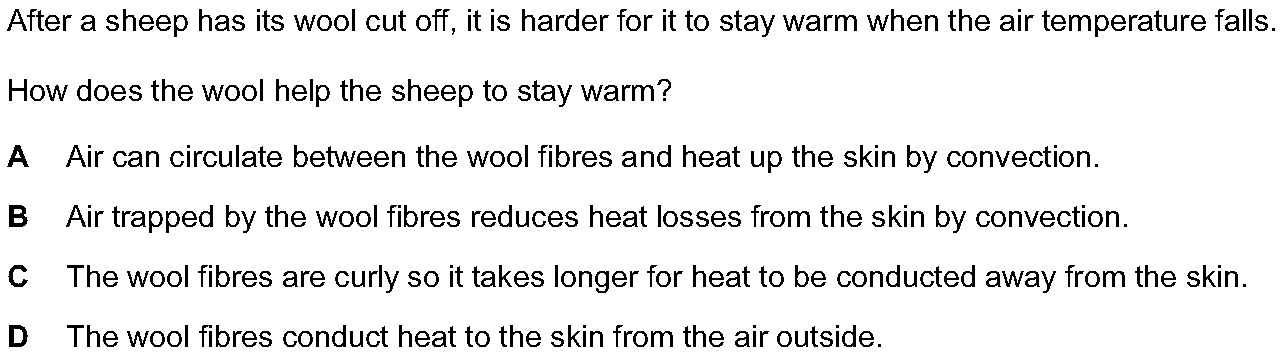 After a sheep has its wool cut off, it is harder for it to stay warm when the air temperature falls.
How does the wool help the sheep to stay warm?
A Air can circulate between the wool fibres and heat up the skin by convection.
B Air trapped by the wool fibres reduces heat losses from the skin by convection.
C The wool fibres are curly so it takes longer for heat to be conducted away from the skin.
D The wool fibres conduct heat to the skin from the air outside.